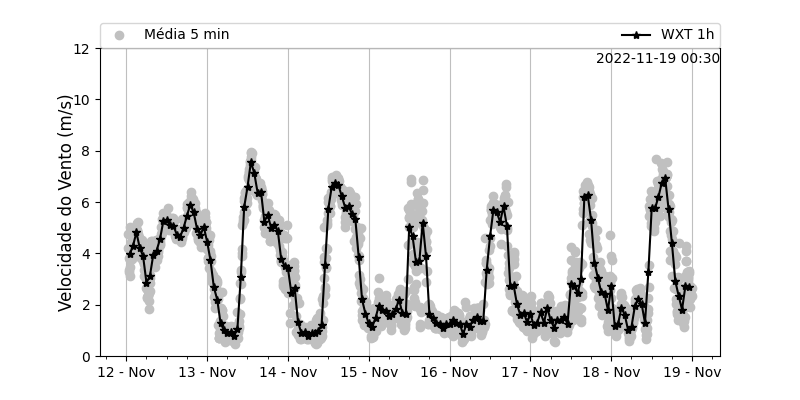 Média 5 min
WXT 1h
2022-11-19 00:30
Velocidade do Vento (m/s)
12
10
8
6
4
2
0
12 - Nov
13 - Nov
14 - Nov
15 - Nov
16 - Nov
17 - Nov
18 - Nov
19 - Nov